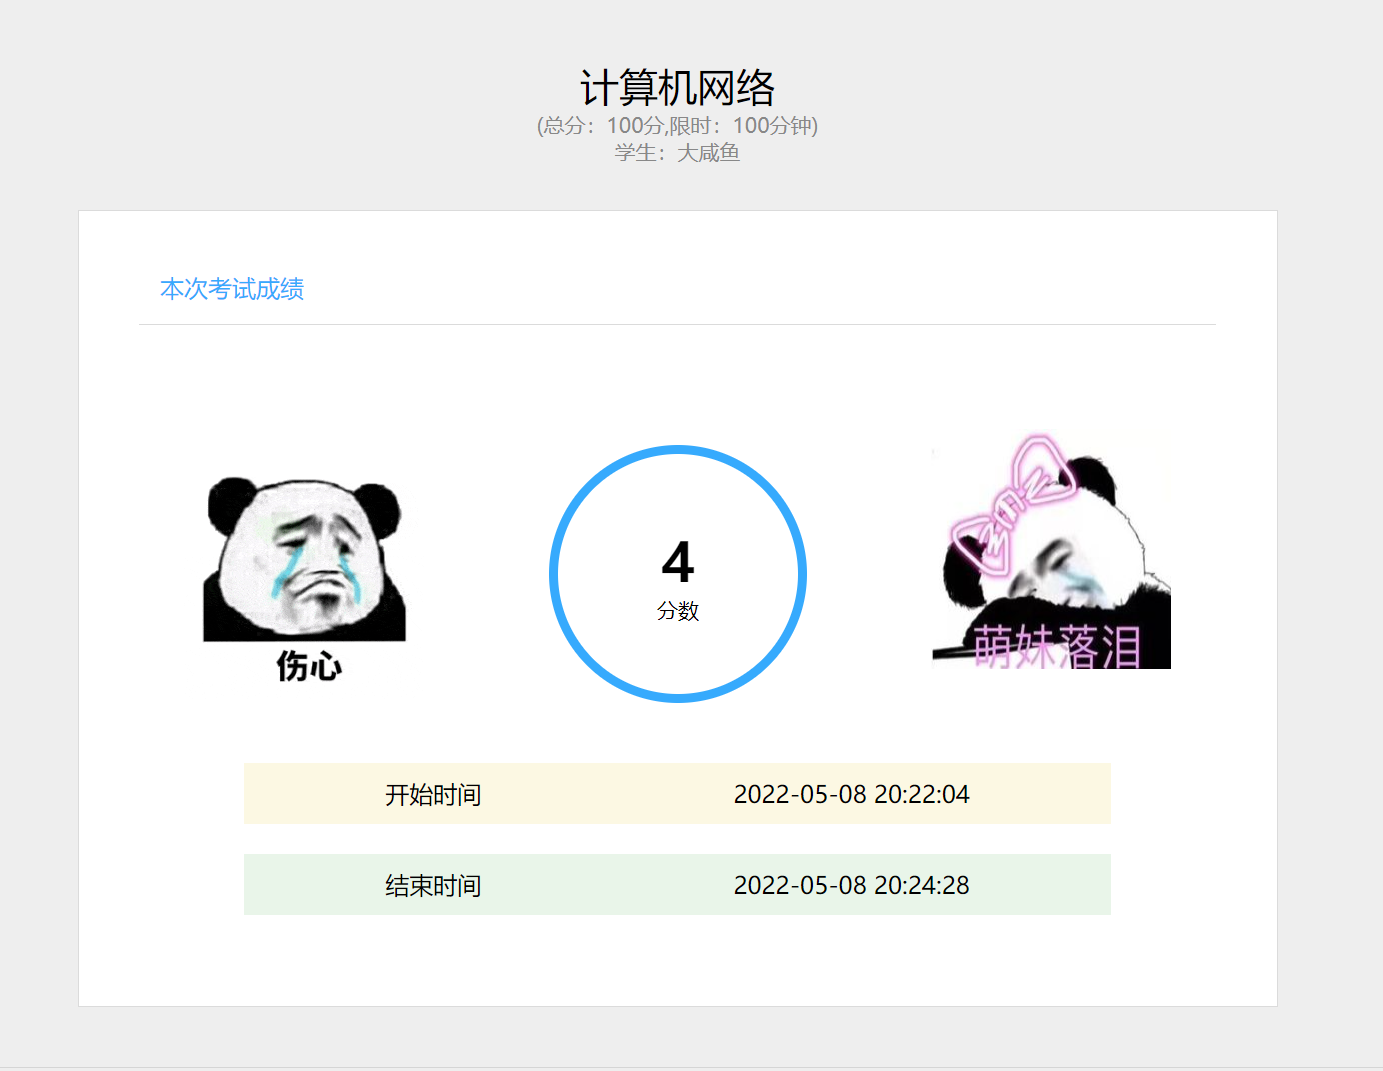 计算机网络
(总分：100分,限时：100分钟)
学生：大咸鱼
本次考试成绩
伤心
4
分数
萌妹落泪
开始时间 2022-05-08 20:22:04
结束时间 2022-05-08 20:24:28